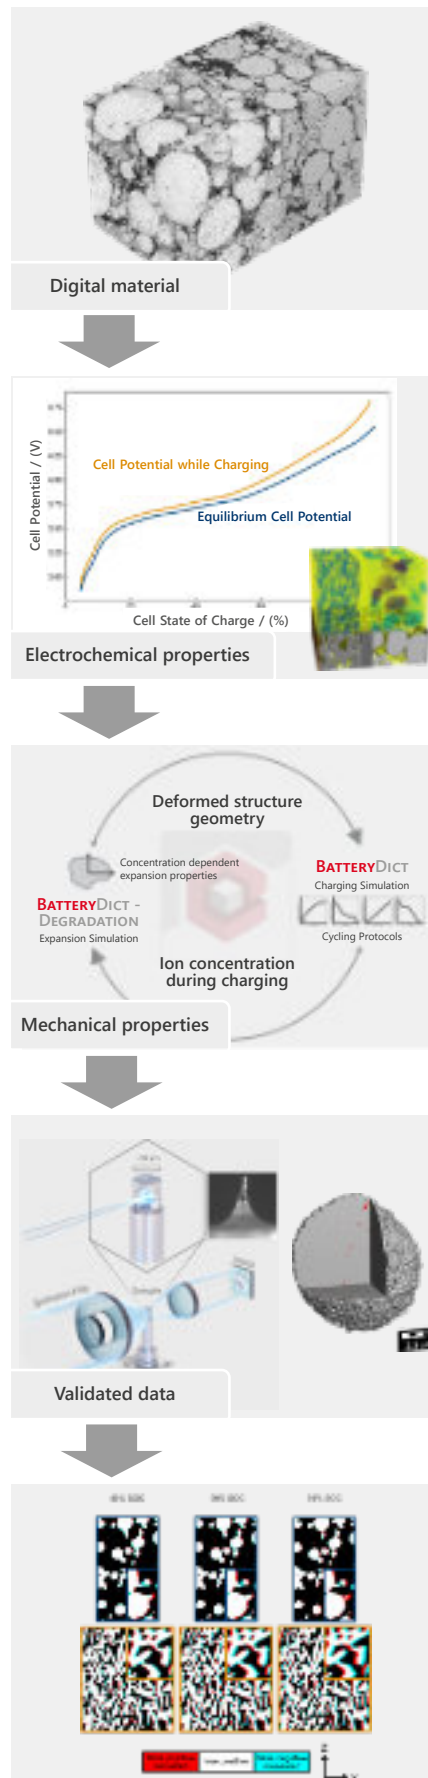 Digital material
Cell Potential / (V)
Cell Potential while Charging
Equilibrium Cell Potential
Cell State of Charge / (%)
Electrochemical properties
Deformed structure
geometry
Concentration dependent
expansion properties
BATTERYDICT -
DEGRADATION
Expansion Simulation
BATTERYDICT
Charging Simulation
Cycling Protocols
Ion concentration
during charging
Mechanical properties
Validated data
Z